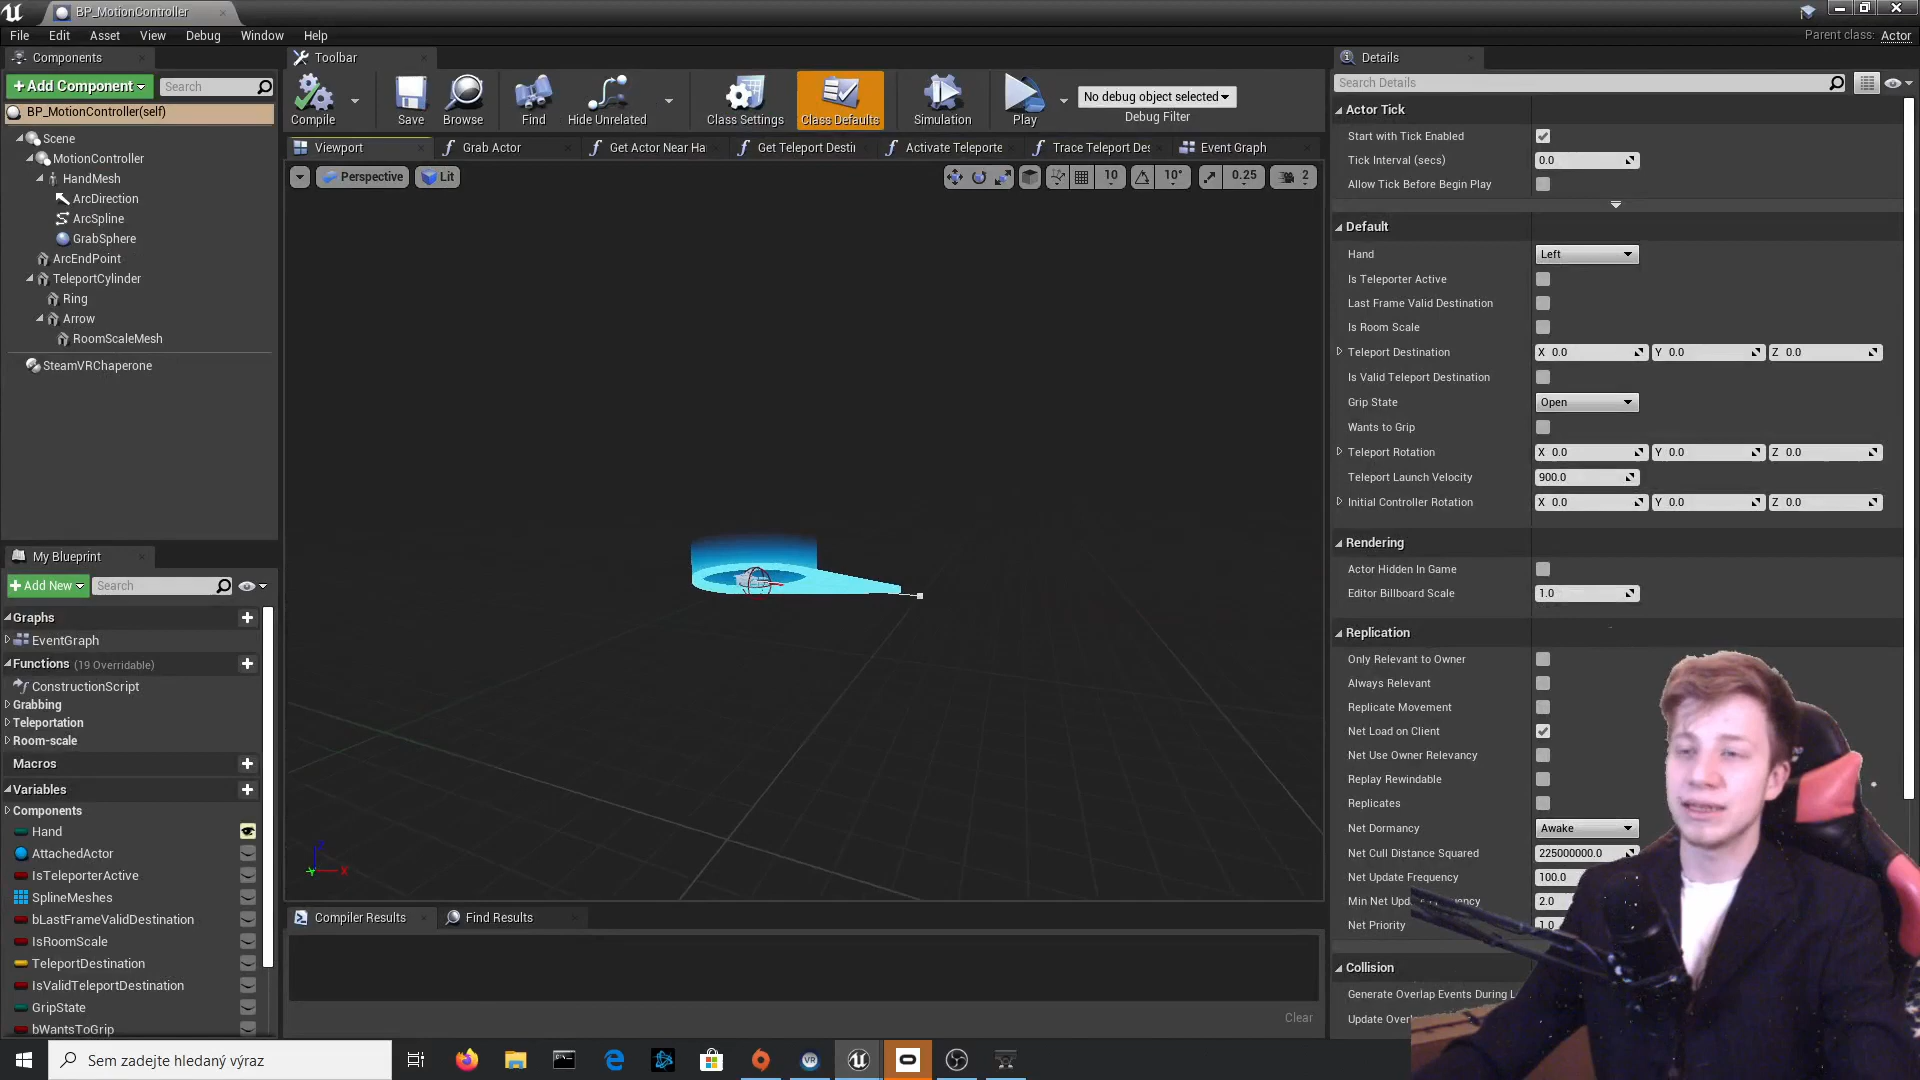 BP_MotionController
File Edit Asset View Debug Window Help
Parent class: Actor
Components
Toolbar
Details
+Add Component
Search
Compile
Save
Browse
Find
Hide Unrelated
Class Settings
Class Defaults
Simulation
Play
No debug object selected
Debug Filter
Search Details
BP_MotionController(self)
Scene
MotionController
HandMesh
ArcDirection
ArcSpline
GrabSphere
ArcEndPoint
TeleportCylinder
Ring
Arrow
RoomScaleMesh
SteamVRChaperone
Viewport
Grab Actor
Get Actor Near Ha
Get Teleport Desti
Activate Teleporte
Trace Teleport Des
Event Graph
Perspective
Lit
10
10°
0.25
2
Actor Tick
Start with Tick Enabled
Tick Interval (secs) 0.0
Allow Tick Before Begin Play
Default
Hand Left
Is Teleporter Active
Last Frame Valid Destination
Is Room Scale
Teleport Destination X 0.0 Y 0.0 Z 0.0
Is Valid Teleport Destination
Grip State Open
Wants to Grip
Teleport Rotation X 0.0 Y 0.0 Z 0.0
Teleport Launch Velocity 900.0
Initial Controller Rotation X 0.0 Y 0.0 Z 0.0
Rendering
Actor Hidden In Game
Editor Billboard Scale 1.0
Replication
Only Relevant to Owner
Always Relevant
Replicate Movement
Net Load on Client
Net Use Owner Relevancy
Replay Rewindable
Replicates
Net Dormancy Awake
Net Cull Distance Squared 225000000.0
Net Update Frequency 100.0
Min Net Upd 2.0
Net Priority 1.0
Collision
Generate Overlap Events During L
Update Overl
My Blueprint
+Add New
Search
Graphs
EventGraph
Functions (19 Overridable)
ConstructionScript
Grabbing
Teleportation
Room-scale
Macros
Variables
Components
Hand
AttachedActor
IsTeleporterActive
SplineMeshes
bLastFrameValidDestination
IsRoomScale
TeleportDestination
IsValidTeleportDestination
GripState
bWantsToGrip
Z
X
Y
Compiler Results
Find Results
Clear
Sem zadejte hledaný výraz
VR